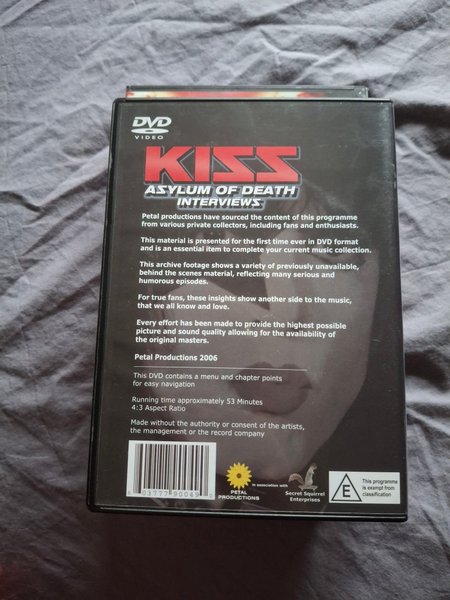 DVD
VIDEO
KISS
ASYLUM OF DEATH
INTERVIEWS
Petal productions have sourced the content of this programme
from various private collectors, including fans and enthusiasts.
This material is presented for the first time ever in DVD format
and is an essential item to complete your current music collection.
This archive footage shows a variety of previously unavailable,
behind the scenes material, reflecting many serious and
humorous episodes.
For true fans, these insights show another side to the music,
that we all know and love.
Every effort has been made to provide the highest possible
picture and sound quality allowing for the availability of
the original masters.
Petal Productions 2006
This DVD contains a menu and chapter points
for easy navigation
Running time approximately 53 Minutes
4:3 Aspect Ratio
Made without the authority or consent of the artists,
the management or the record company
03777 90069
PETAL
PRODUCTIONS
in association with
Secret Squirrel
Enterprises
E
This programme
is exempt from
classification